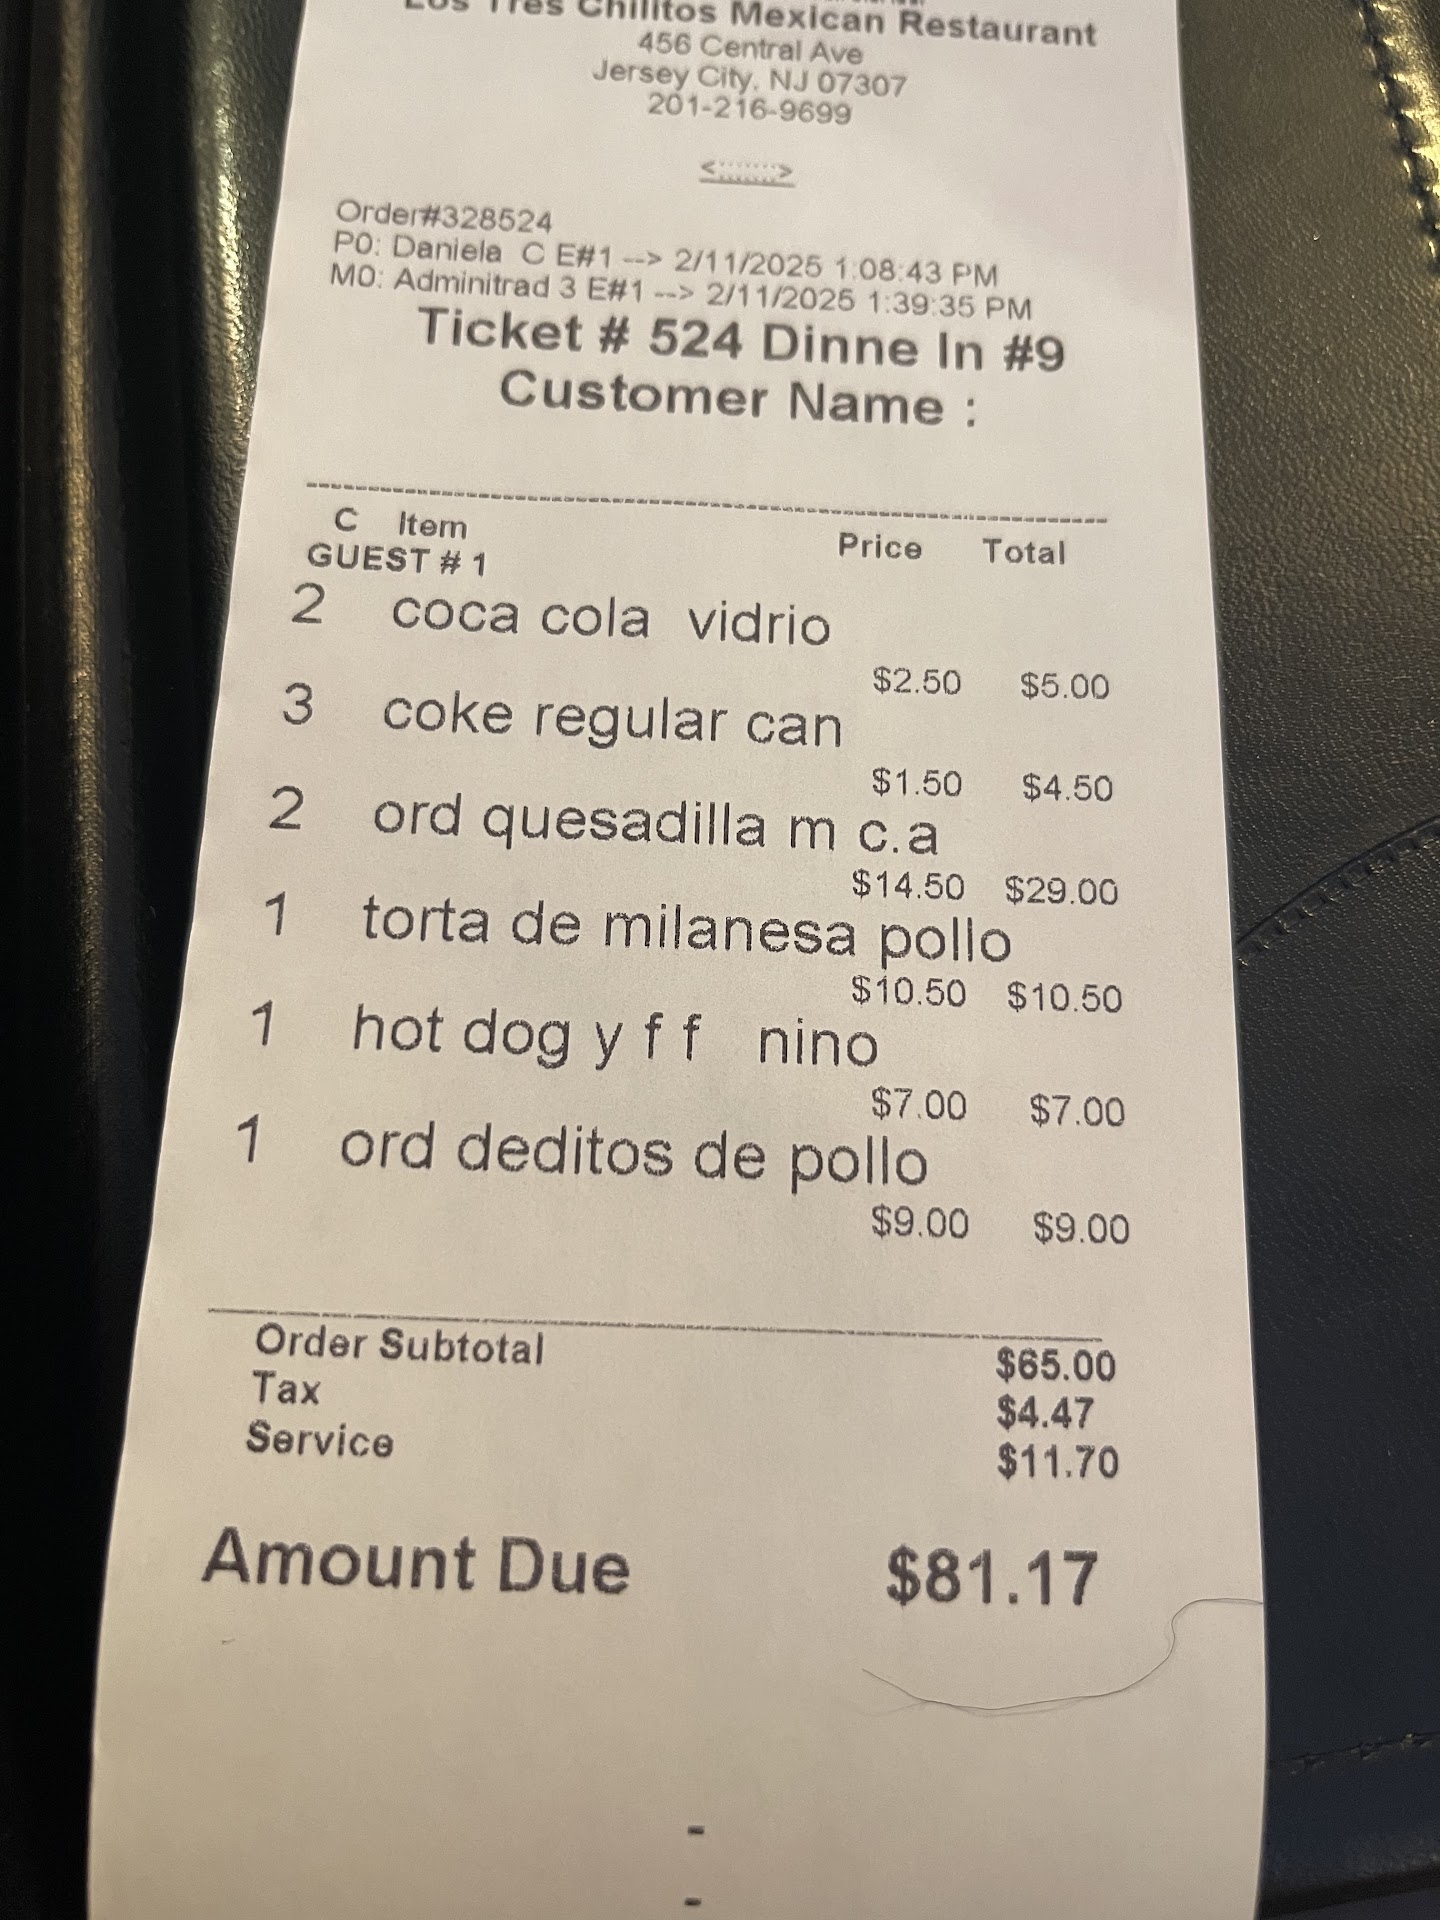 Los Tres Chilitos Mexican Restaurant
456 Central Ave
Jersey City, NJ 07307
201-216-9699
<.......>
Order#328524
P0: Daniela C E#1 --> 2/11/2025 1:08:43 PM
M0: Adminitrad 3 E#1 --> 2/11/2025 1:39:35 PM
Ticket # 524 Dinne In #9
Customer Name :
C Item Price Total
GUEST # 1
2 coca cola vidrio
$2.50 $5.00
3 coke regular can
$1.50 $4.50
2 ord quesadilla m c.a
$14.50 $29.00
1 torta de milanesa pollo
$10.50 $10.50
1 hot dog y f f nino
$7.00 $7.00
1 ord deditos de pollo
$9.00 $9.00
Order Subtotal $65.00
Tax $4.47
Service $11.70
Amount Due $81.17
-
-